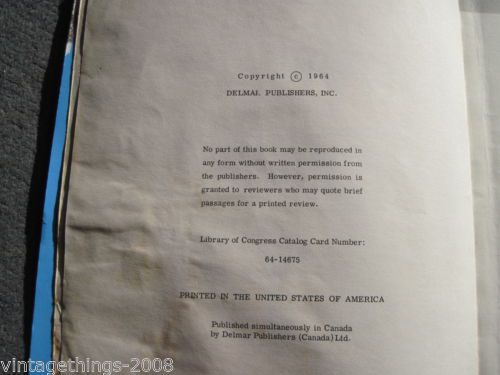 Copyright © 1964
DELMAR PUBLISHERS, INC.
No part of this book may be reproduced in
any form without written permission from
the publishers. However, permission is
granted to reviewers who may quote brief
passages for a printed review.
Library of Congress Catalog Card Number:
64-14675
PRINTED IN THE UNITED STATES OF AMERICA
Published simultaneously in Canada
by Delmar Publishers (Canada) Ltd.
vintagethings-2008